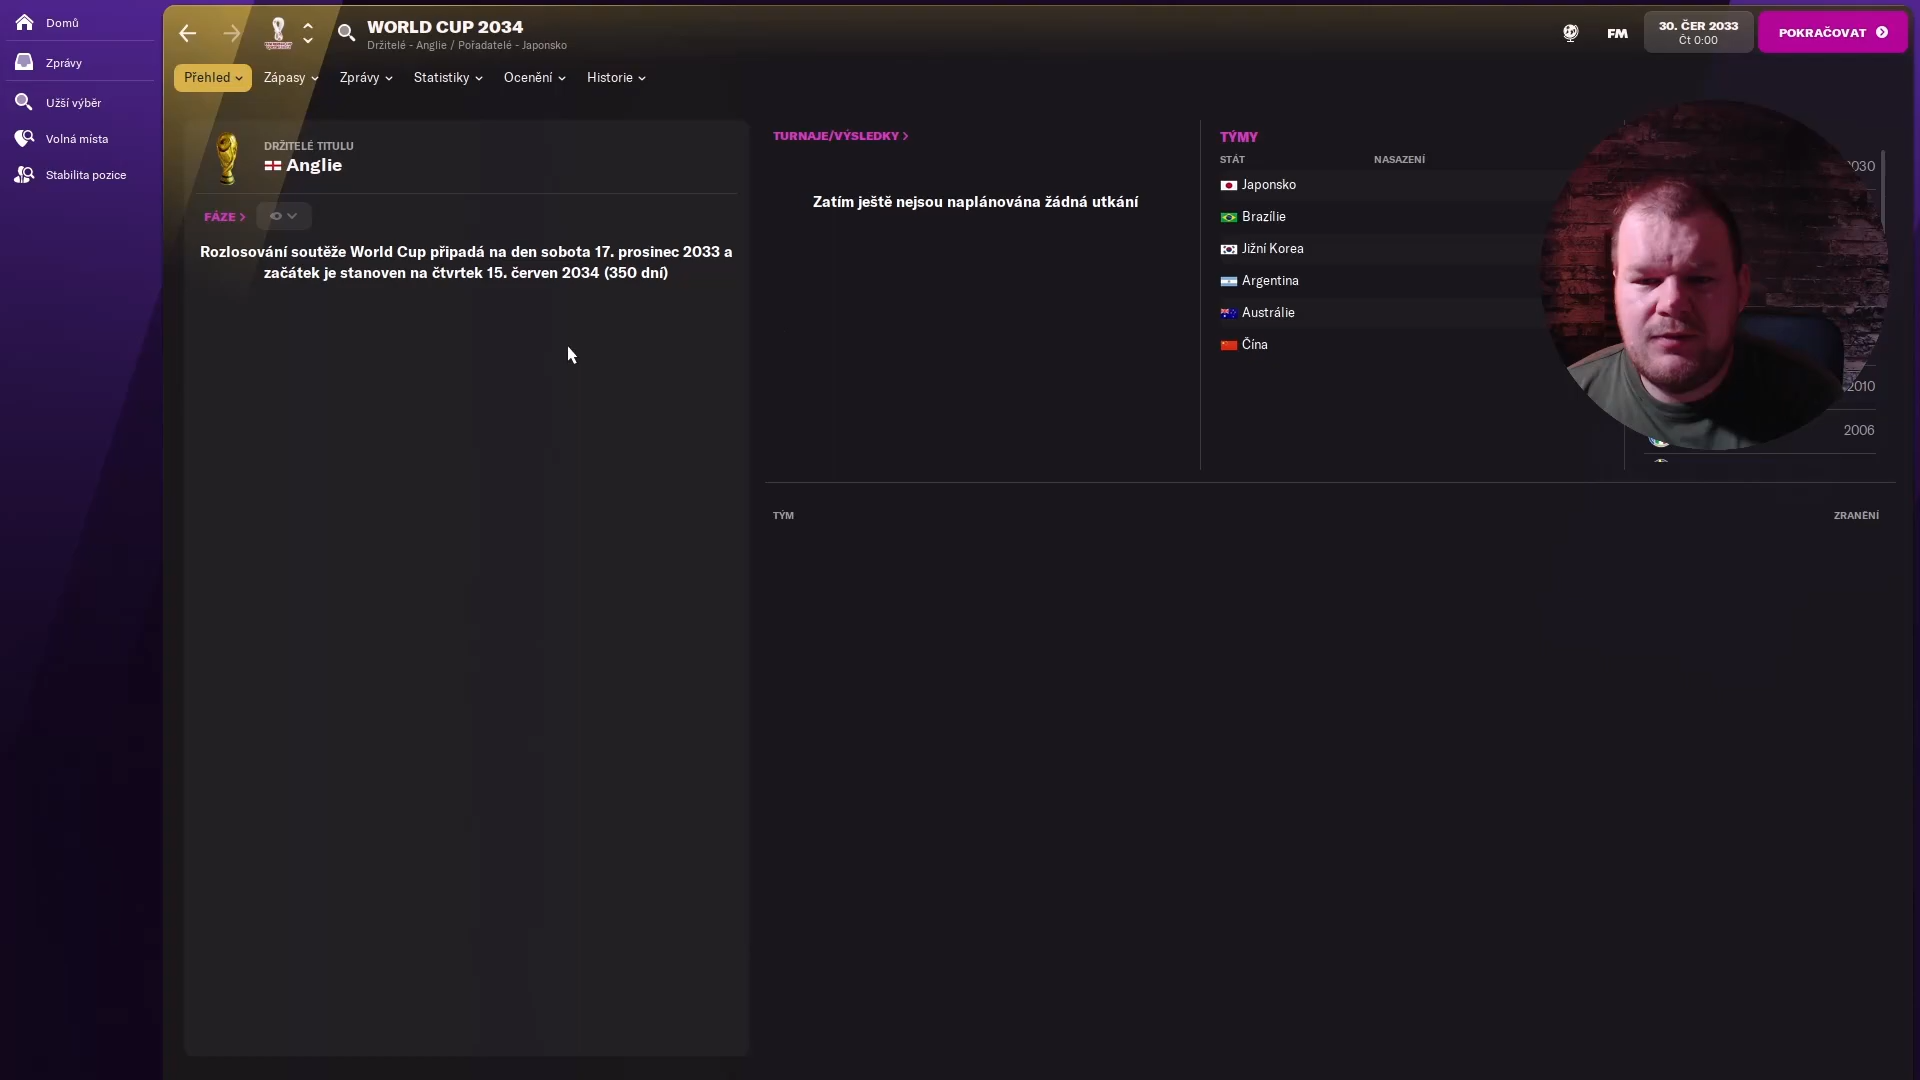 Domů
Zprávy
Užší výběr
Volná místa
Stabilita pozice
WORLD CUP 2034
Držitelé - Anglie / Pořadatelé - Japonsko
FM
30. ČER 2033
Čt 0:00
POKRAČOVAT
Přehled
Zápasy
Zprávy
Statistiky
Ocenění
Historie
DRŽITELÉ TITULU
Anglie
FÁZE
Rozlosování soutěže World Cup připadá na den sobota 17. prosinec 2033 a
začátek je stanoven na čtvrtek 15. červen 2034 (350 dní)
TURNAJE/VÝSLEDKY
Zatím ještě nejsou naplánována žádná utkání
TÝMY
STÁT
NASAZENÍ
Japonsko
Brazílie
Jižní Korea
Argentina
Austrálie
Čína
2030
2010
2006
TÝM
ZRANĚNÍ